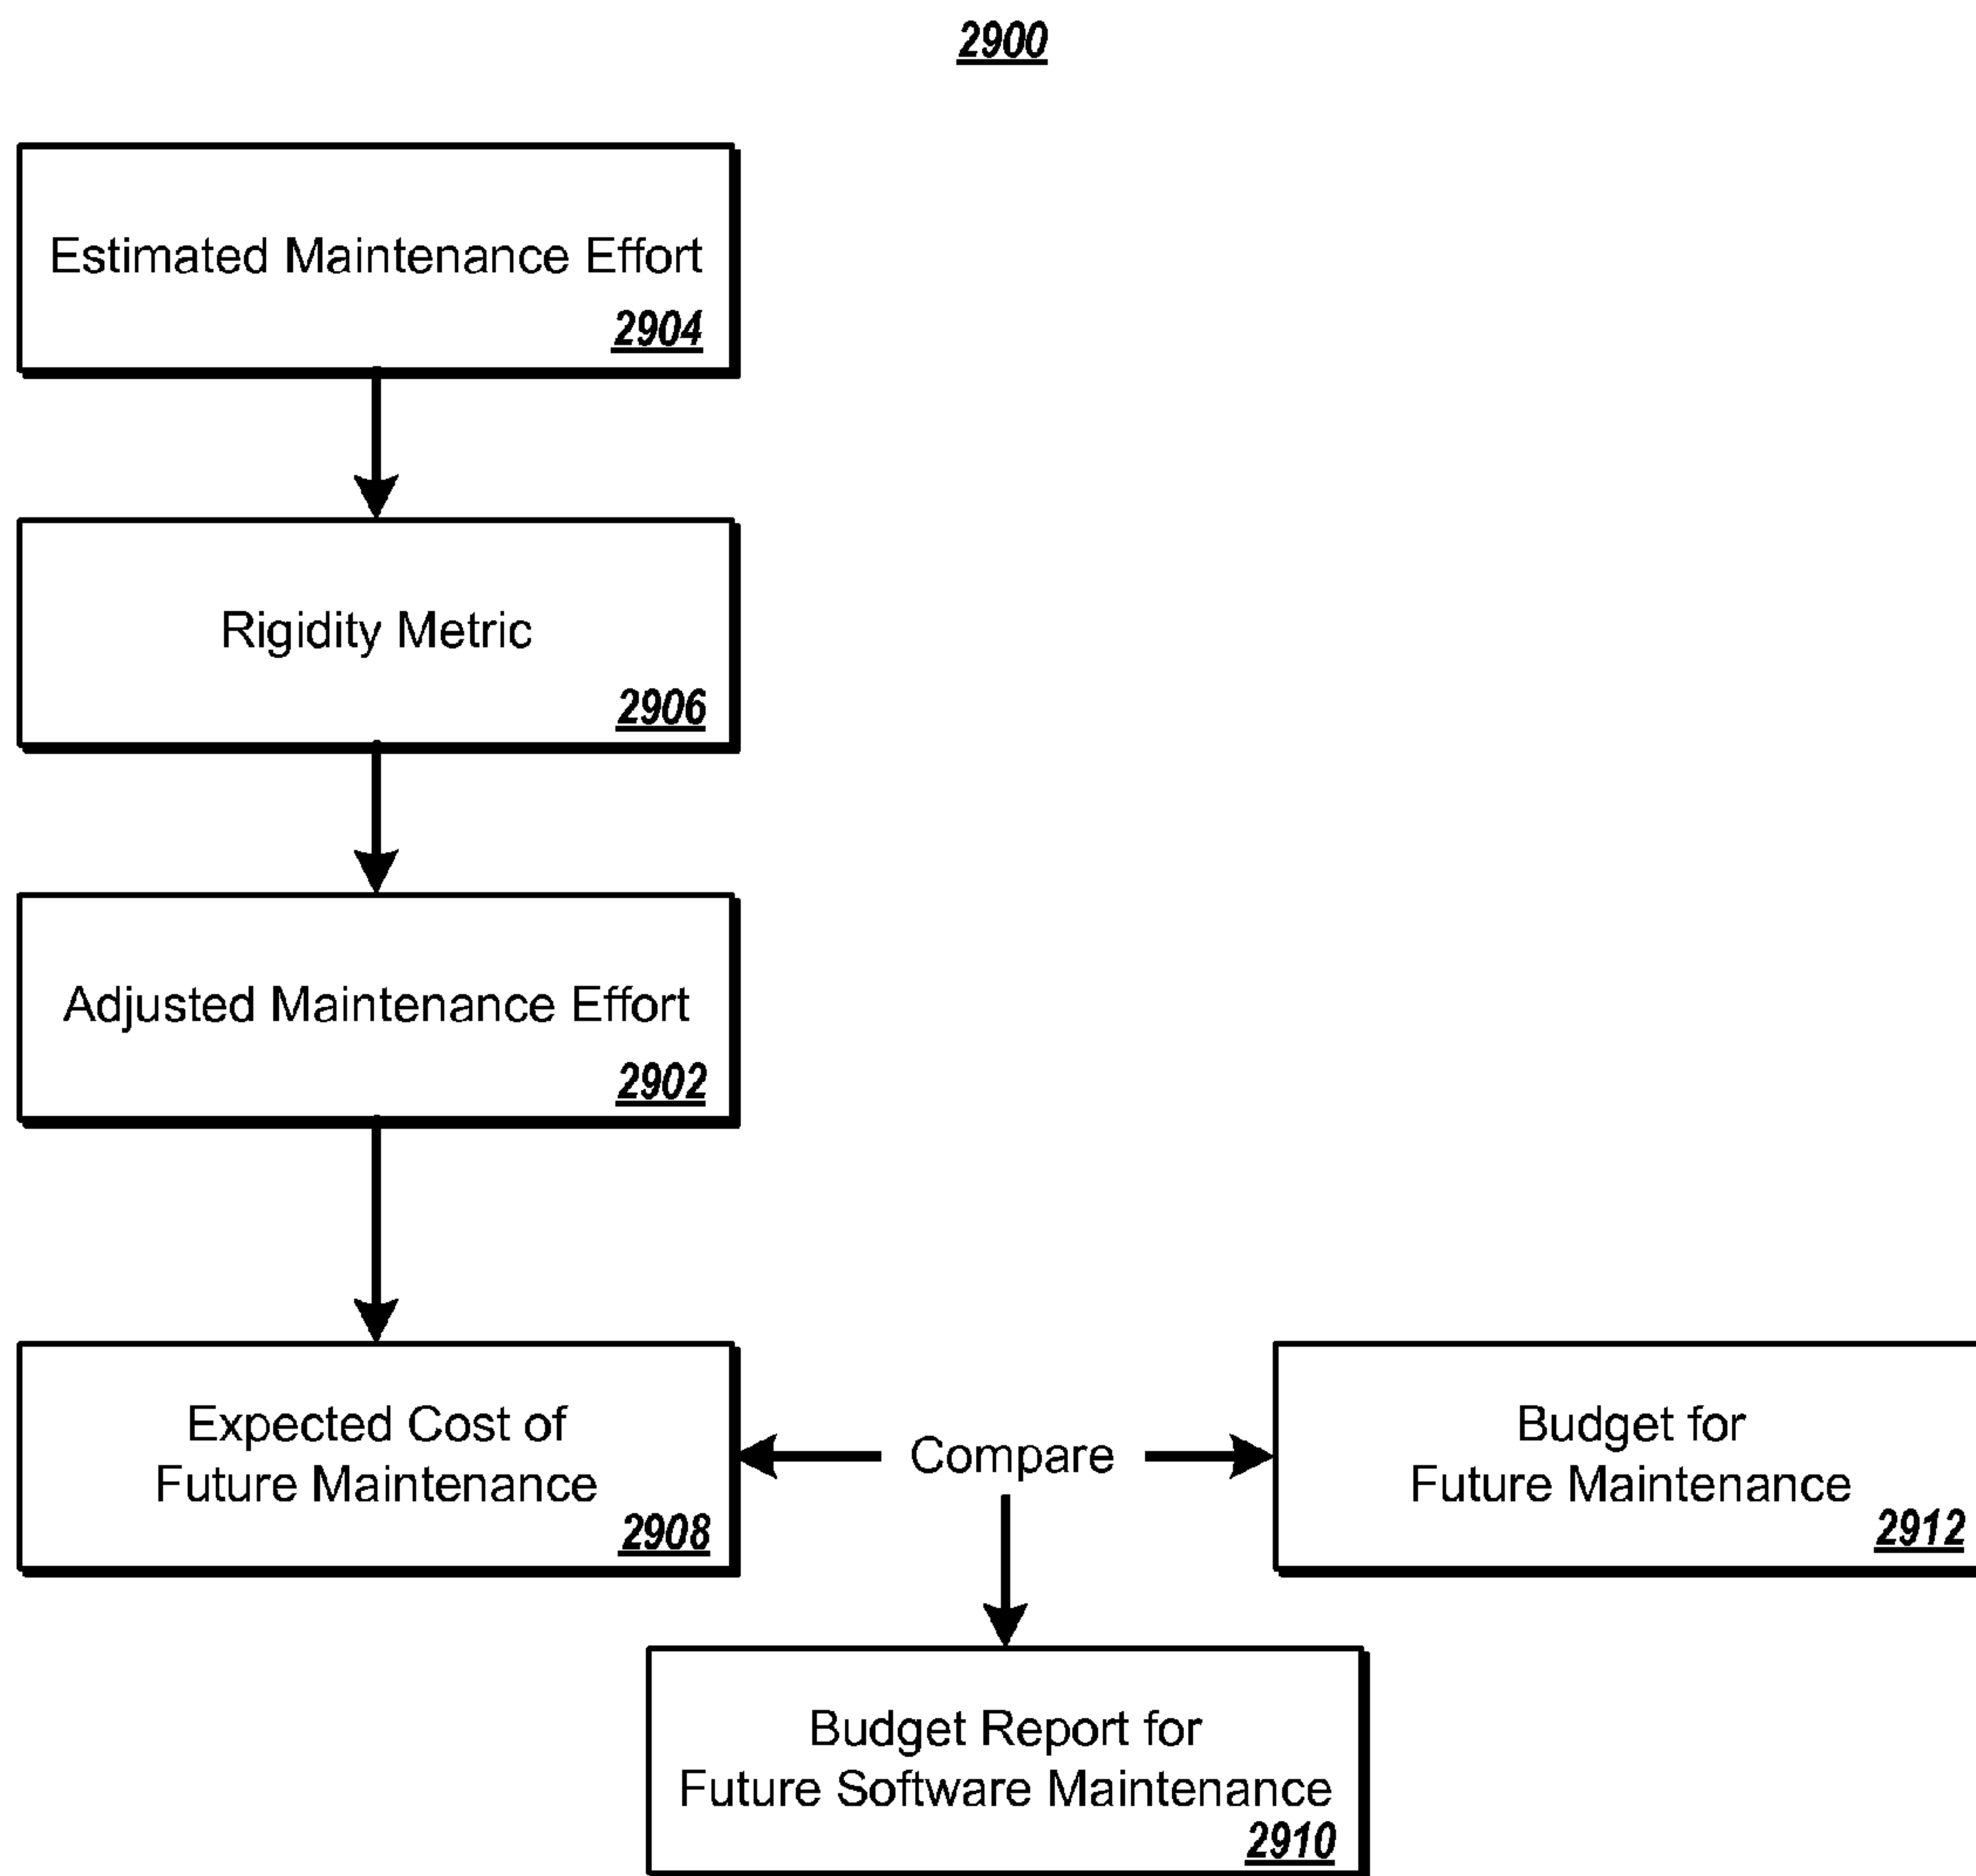 2900
Estimated Maintenance Effort
2904
Rigidity Metric
2906
Adjusted Maintenance Effort
2902
Expected Cost of
Future Maintenance
2908
Compare
Budget for
Future Maintenance
2912
Budget Report for
Future Software Maintenance
2910